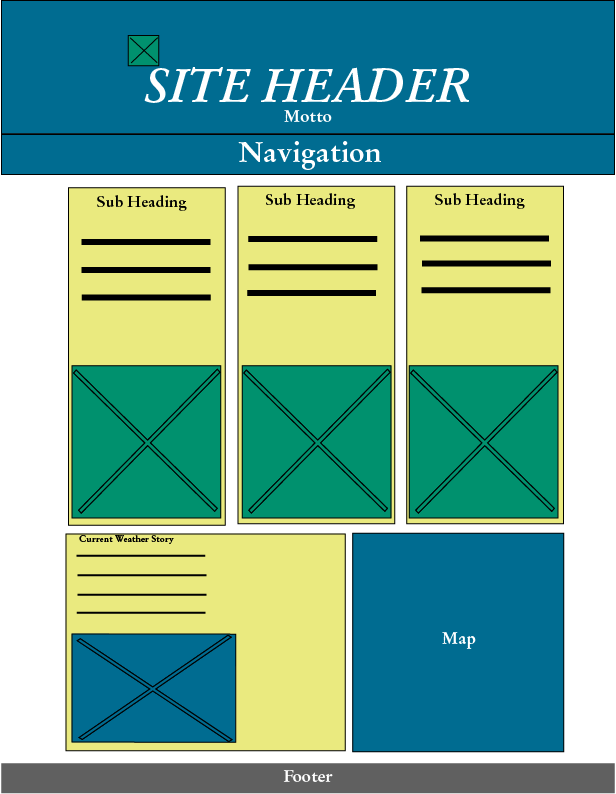 SITE HEADER
Motto
Navigation
Sub Heading
Sub Heading
Sub Heading
Current Weather Story
Map
Footer